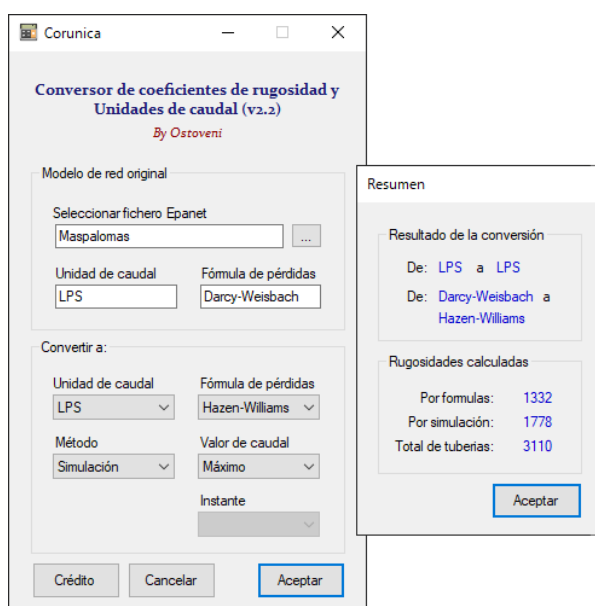 Corunica
Conversor de coeficientes de rugosidad y
Unidades de caudal (v2.2)
By Ostoveni
Modelo de red original
Seleccionar fichero Epanet
Maspalomas
...
Unidad de caudal
Fórmula de pérdidas
LPS
Darcy-Weisbach
Convertir a:
Unidad de caudal
Fórmula de pérdidas
LPS
Hazen-Williams
Método
Valor de caudal
Simulación
Máximo
Instante
Crédito
Cancelar
Aceptar
Resumen
Resultado de la conversión
De: LPS a LPS
De: Darcy-Weisbach a
Hazen-Williams
Rugosidades calculadas
Por formulas: 1332
Por simulación: 1778
Total de tuberias: 3110
Aceptar